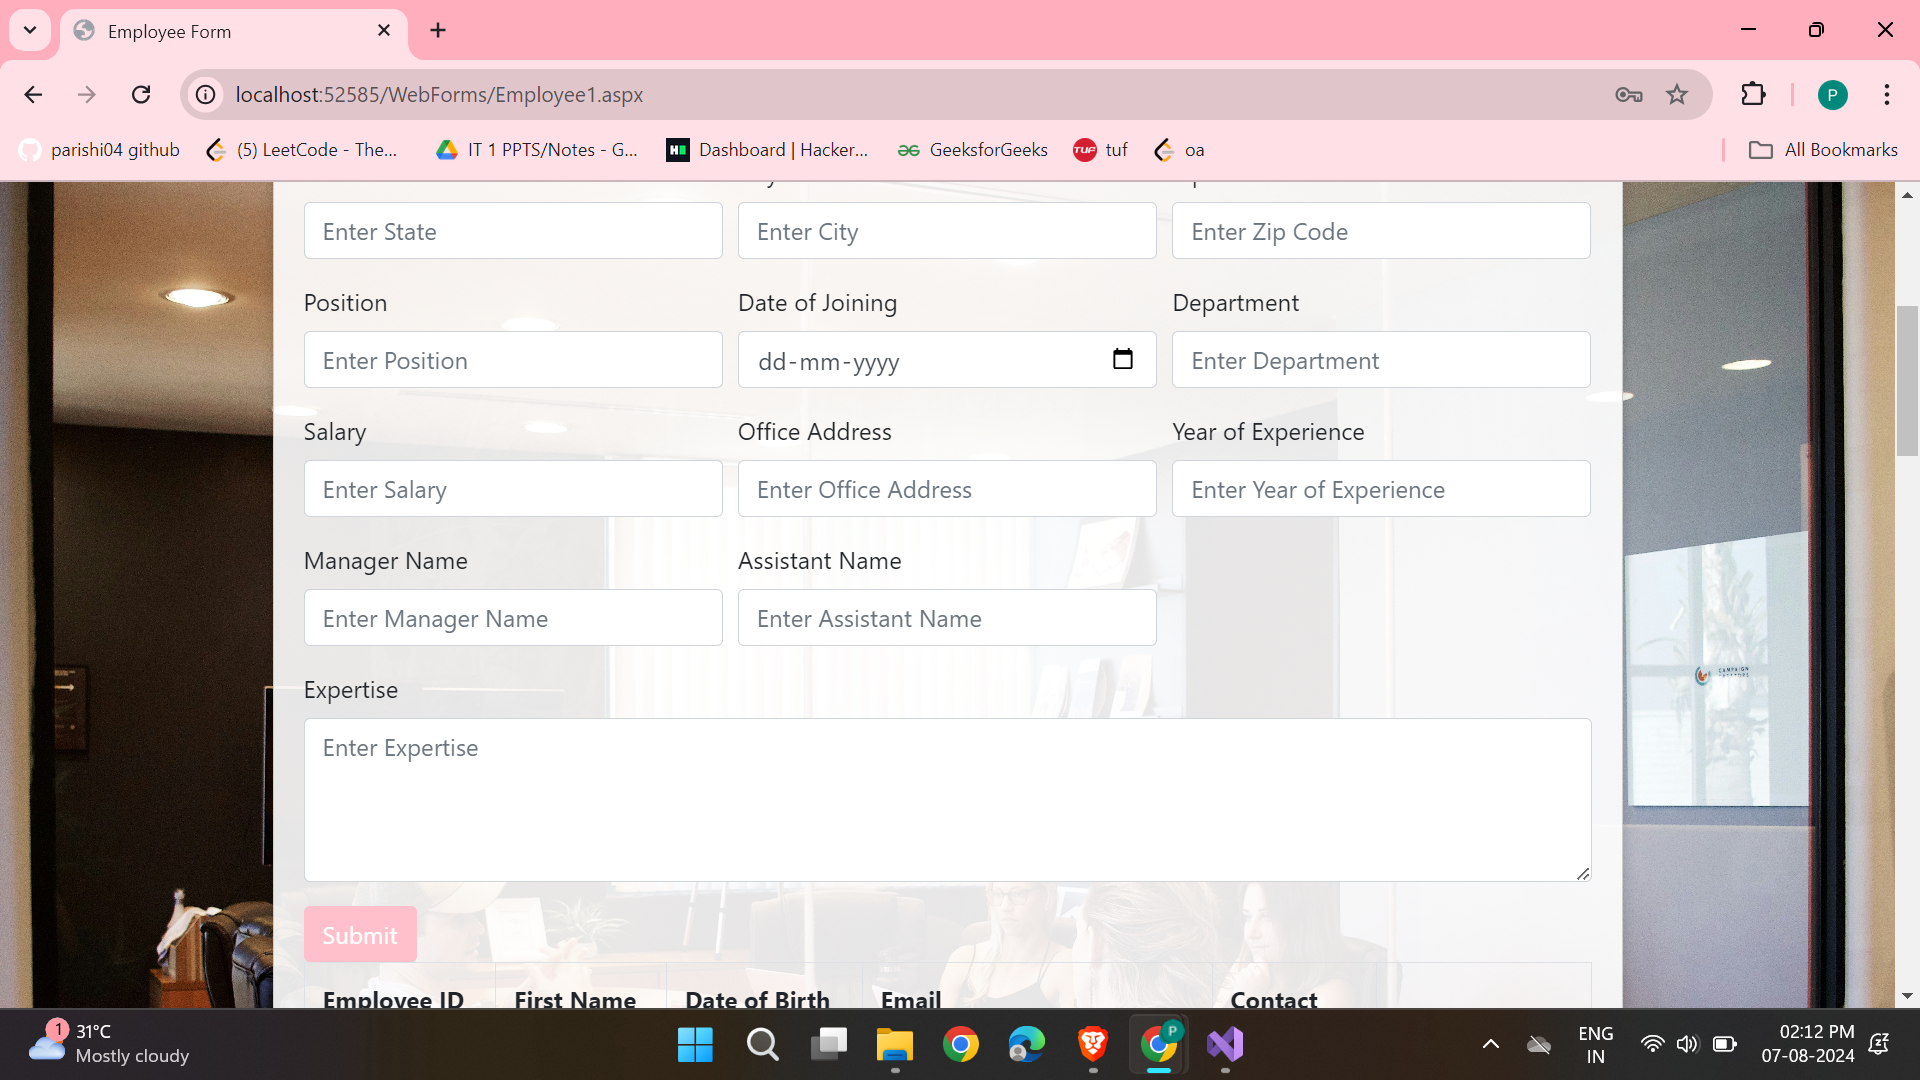 Employee Form
localhost:52585/WebForms/Employee1.aspx
P
parishi04 github
(5) LeetCode - The...
IT 1 PPTS/Notes - G...
Dashboard | Hacker...
GeeksforGeeks
TUF
tuf
oa
All Bookmarks
Enter State
Enter City
Enter Zip Code
Position
Date of Joining
Department
Enter Position
dd-mm-yyyy
Enter Department
Salary
Office Address
Year of Experience
Enter Salary
Enter Office Address
Enter Year of Experience
Manager Name
Assistant Name
Enter Manager Name
Enter Assistant Name
CAMPAIGN
Expertise
Enter Expertise
Submit
Employee ID
First Name
Date of Birth
Email
Contact
1
31°C
Mostly cloudy
P
ENG
IN
02:12 PM
07-08-2024